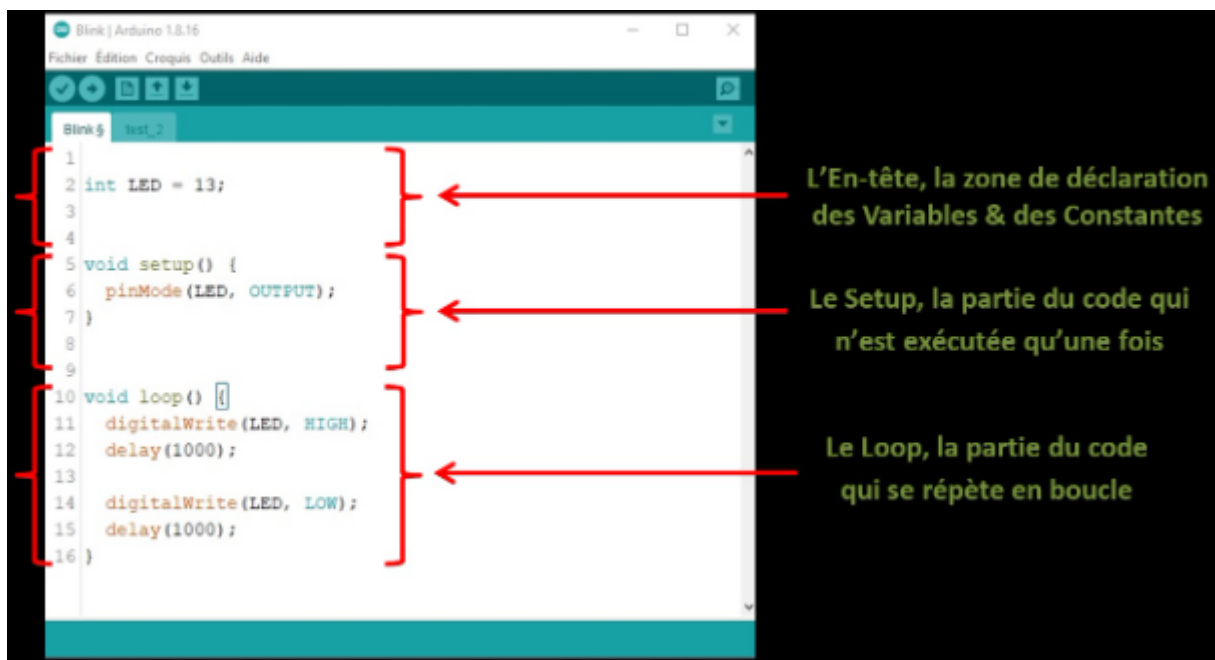 Blink | Arduino 1.8.16
Fichier Édition Croquis Outils Aide
Blink§ test_2
1
2 int LED = 13;
3
4
5 void setup() {
6 pinMode(LED, OUTPUT);
7 }
8
9
10 void loop() {
11 digitalWrite(LED, HIGH);
12 delay(1000);
13
14 digitalWrite(LED, LOW);
15 delay(1000);
16 }
L'En-tête, la zone de déclaration
des Variables & des Constantes
Le Setup, la partie du code qui
n'est exécutée qu'une fois
Le Loop, la partie du code
qui se répète en boucle